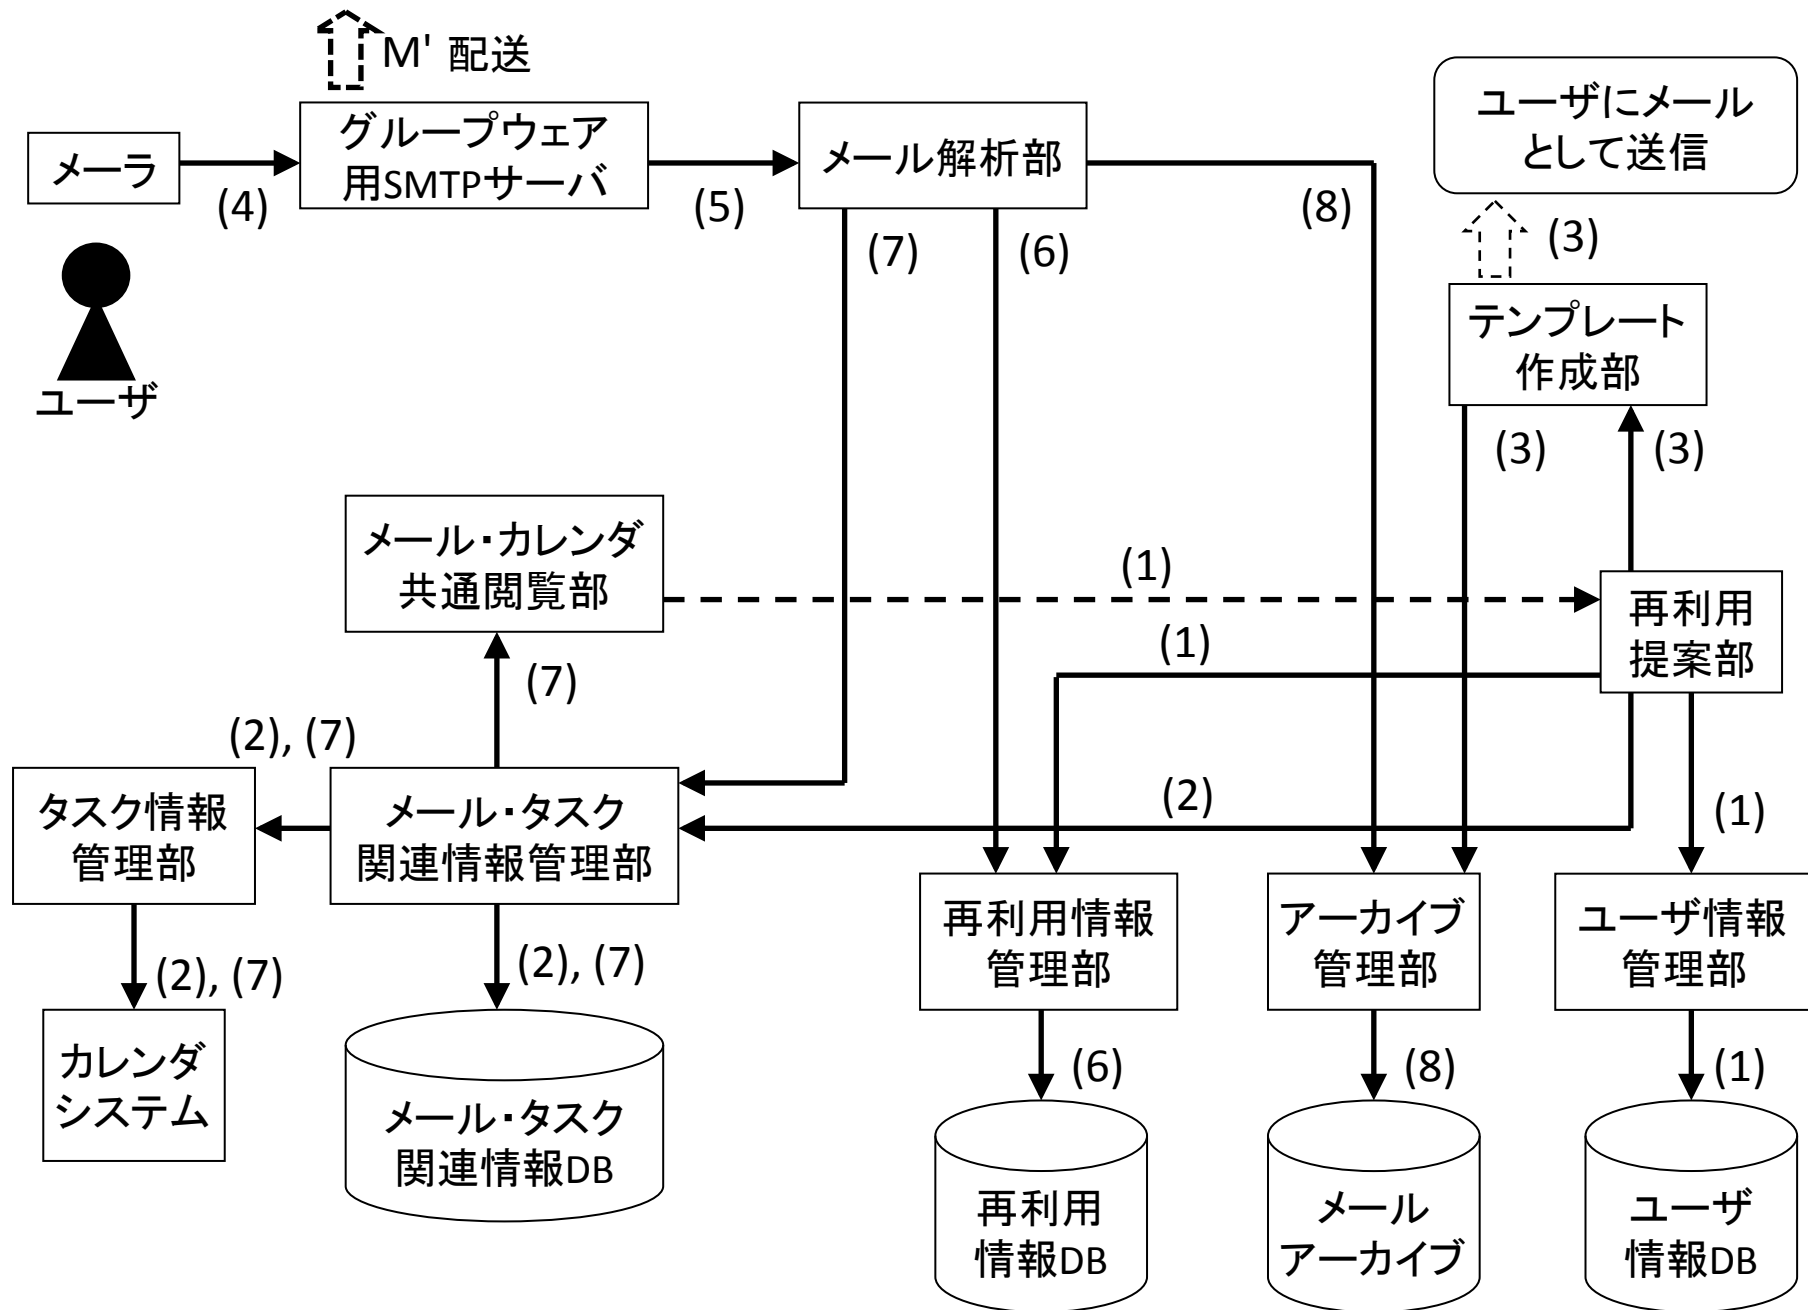 M' 配送
メーラ
(4)
グループウェア
用SMTPサーバ
(5)
メール解析部
(7)
(6)
(8)
ユーザにメール
として送信
(3)
テンプレート
作成部
(3)
(3)
ユーザ
メール・カレンダ
共通閲覧部
(1)
(1)
再利用
提案部
(7)
(2), (7)
(2)
(1)
タスク情報
管理部
メール・タスク
関連情報管理部
再利用情報
管理部
アーカイブ
管理部
ユーザ情報
管理部
(2), (7)
(2), (7)
(6)
(8)
(1)
カレンダ
システム
メール・タスク
関連情報DB
再利用
情報DB
メール
アーカイブ
ユーザ
情報DB